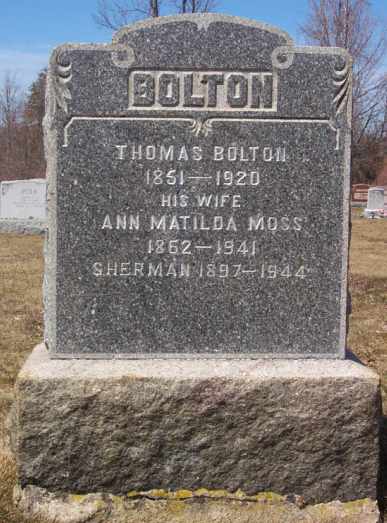 BOLTON
THOMAS BOLTON
1851—1920
HIS WIFE
ANN MATILDA MOSS
1862—1941
SHERMAN 1897—1944